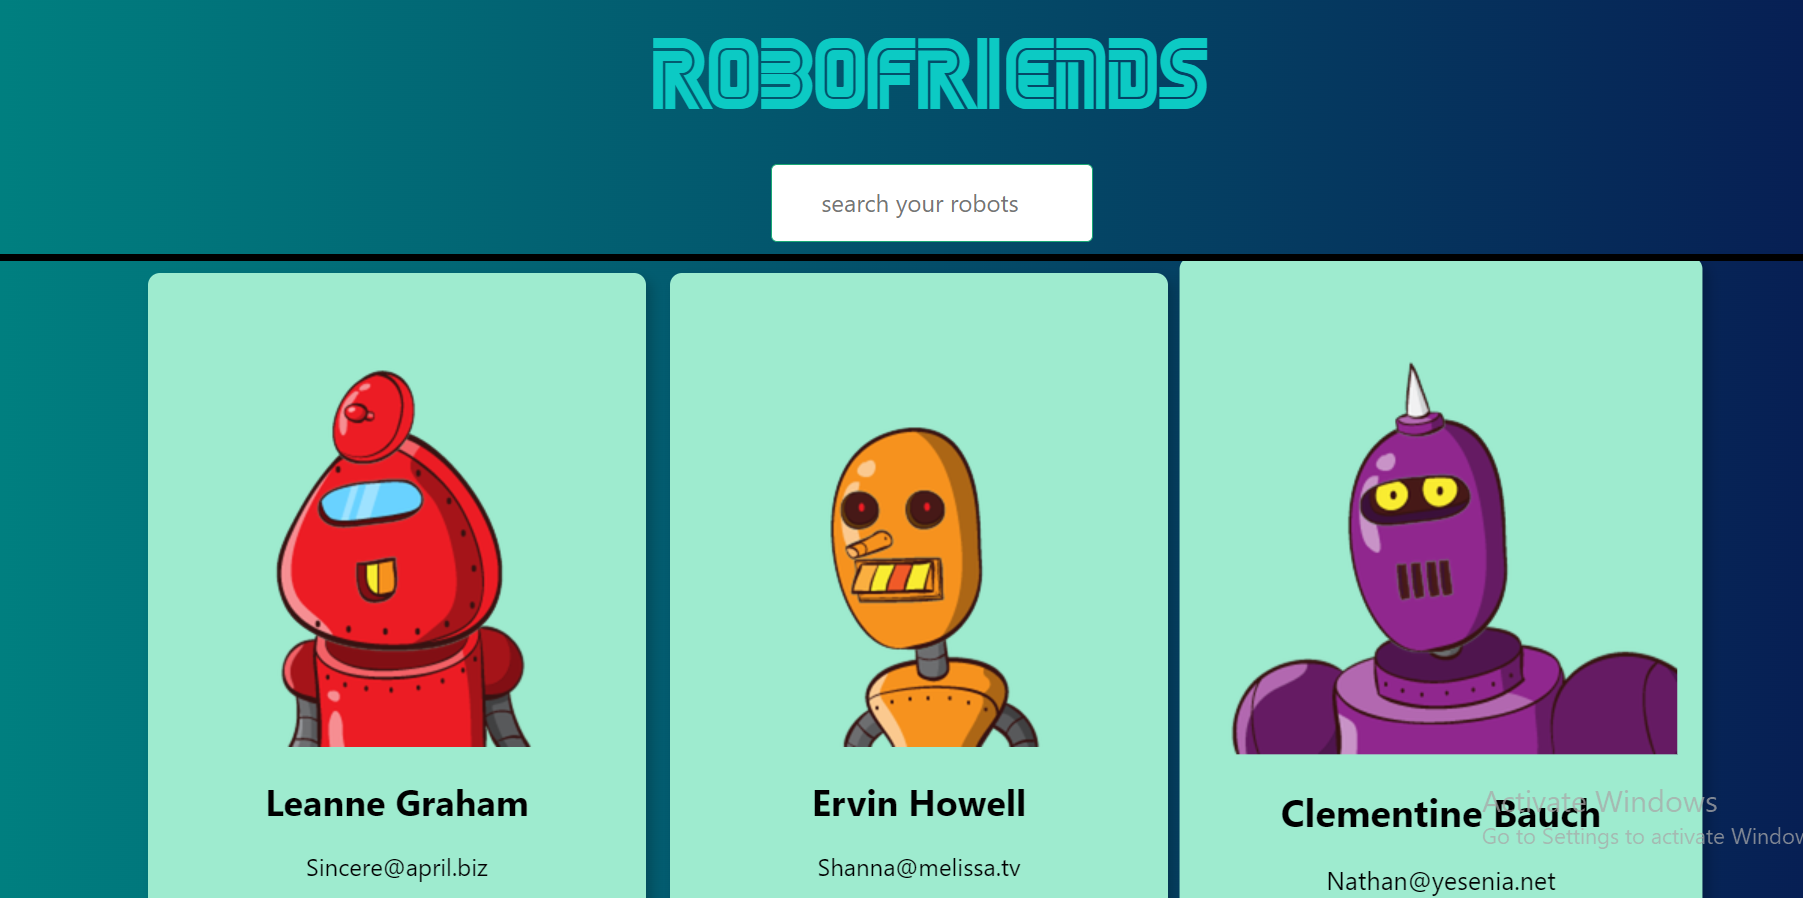 ROBOFRIENDS
search your robots
Leanne Graham
Sincere@april.biz
Ervin Howell
Shanna@melissa.tv
Clementine Bauch
Nathan@yesenia.net
Activate Windows
Go to Settings to activate Window